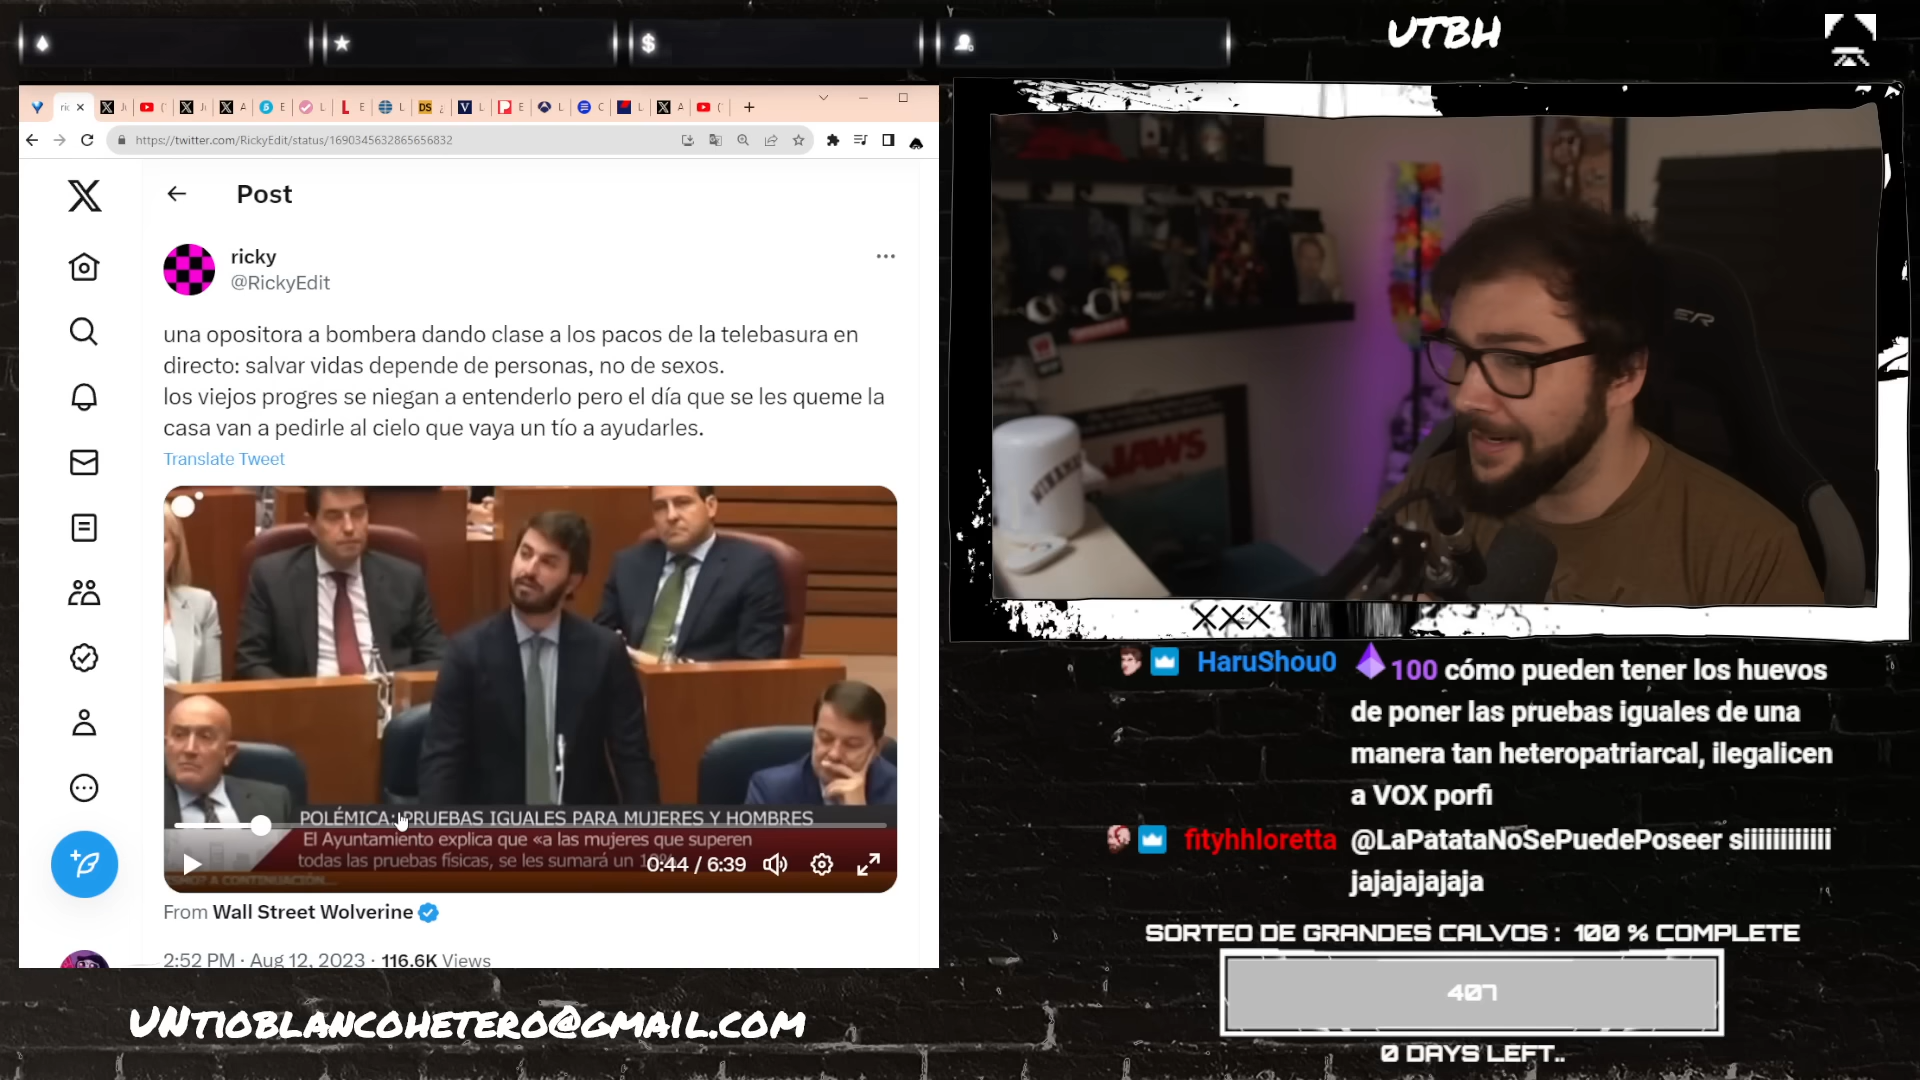 UTBH
https://twitter.com/RickyEdit/status/1690345632865656832
Post
ricky
@RickyEdit
una opositora a bombera dando clase a los pacos de la telebasura en
directo: salvar vidas depende de personas, no de sexos.
los viejos progres se niegan a entenderlo pero el día que se les queme la
casa van a pedirle al cielo que vaya un tío a ayudarles.
Translate Tweet
POLÉMICA: PRUEBAS IGUALES PARA MUJERES Y HOMBRES
El Ayuntamiento explica que «a las mujeres que superen
todas las pruebas físicas, se les sumará un
0:44 / 6:39
A CONTINUACIÓN...
From Wall Street Wolverine
2:52 PM · Aug 12, 2023 · 116.6K Views
JAWS
XXX
HaruShou0 100 cómo pueden tener los huevos
de poner las pruebas iguales de una
manera tan heteropatriarcal, ilegalicen
a VOX porfi
fityhhloretta @LaPatataNoSePuedePoseer siiiiiiiiiiiii
jajajajajaja
SORTEO DE GRANDES CALVOS : 100 % COMPLETE
407
0 DAYS LEFT..
UNTIOBLANCOHETERO@GMAIL.COM